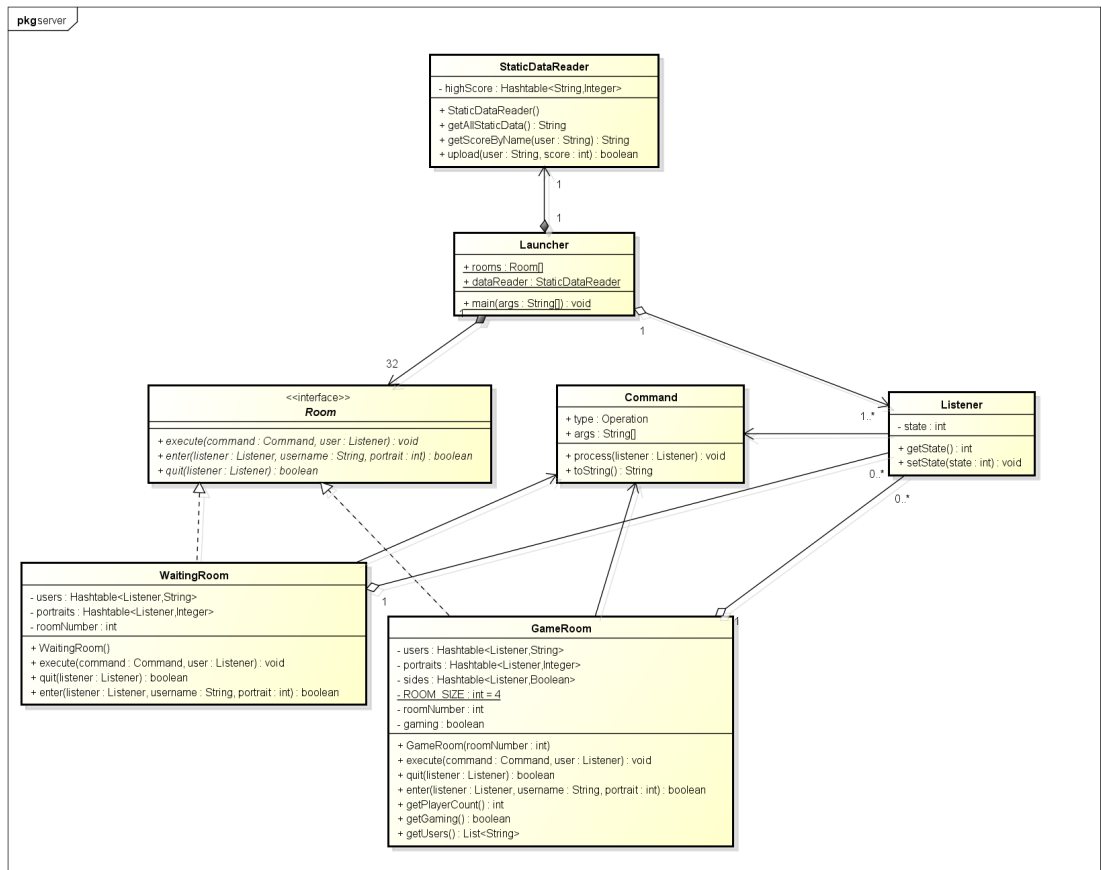 pkg server
StaticDataReader
- highScore : Hashtable<String,Integer>
+ StaticDataReader()
+ getAllStaticData() : String
+ getScoreByName(user : String) : String
+ upload(user : String, score : int) : boolean
1
1
Launcher
+ rooms : Room[]
+ dataReader : StaticDataReader
+ main(args : String[]) : void
1
1
32
<<interface>>
Room
+ execute(command : Command, user : Listener) : void
+ enter(listener : Listener, username : String, portrait : int) : boolean
+ quit(listener : Listener) : boolean
Command
+ type : Operation
+ args : String[]
+ process(listener : Listener) : void
+ toString() : String
1..*
Listener
- state : int
+ getState() : int
+ setState(state : int) : void
0..*
0..*
WaitingRoom
- users : Hashtable<Listener,String>
- portraits : Hashtable<Listener,Integer>
- roomNumber : int
+ WaitingRoom()
+ execute(command : Command, user : Listener) : void
+ quit(listener : Listener) : boolean
+ enter(listener : Listener, username : String, portrait : int) : boolean
1
1
GameRoom
- users : Hashtable<Listener,String>
- portraits : Hashtable<Listener,Integer>
- sides : Hashtable<Listener,Boolean>
- ROOM_SIZE : int = 4
- roomNumber : int
- gaming : boolean
+ GameRoom(roomNumber : int)
+ execute(command : Command, user : Listener) : void
+ quit(listener : Listener) : boolean
+ enter(listener : Listener, username : String, portrait : int) : boolean
+ getPlayerCount() : int
+ getGaming() : boolean
+ getUsers() : List<String>